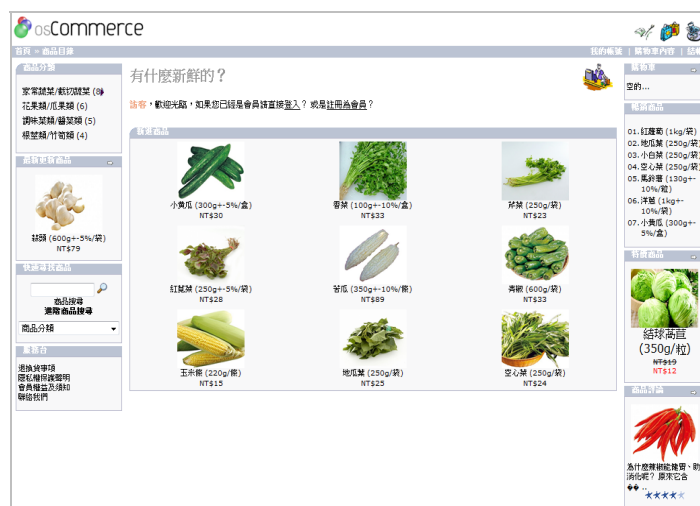 osCommerce
首頁 » 商品目錄
我的帳號 | 購物車內容 | 結帳
商品分類
家常蔬菜/截切蔬菜 (8)
花果類/瓜果類 (6)
調味菜類/醬菜類 (5)
根莖類/竹筍類 (4)
最新更新商品
蒜頭 (600g+-5%/袋)
NT$79
快速尋找商品
商品搜尋
進階商品搜尋
商品分類
服務台
退換貨事項
隱私權保護聲明
會員權益及須知
聯絡我們
有什麼新鮮的？
訪客，歡迎光臨，如果您已經是會員請直接登入？ 或是註冊為會員？
新進商品
小黃瓜 (300g+-5%/盒)
NT$30
香菜 (100g+-10%/盒)
NT$33
芹菜 (250g/袋)
NT$23
紅莧菜 (250g+-5%/袋)
NT$28
苦瓜 (350g+-10%/條)
NT$89
青椒 (600g/袋)
NT$33
玉米條 (220g/條)
NT$15
地瓜葉 (250g/袋)
NT$25
空心菜 (250g/袋)
NT$24
購物車
空的...
暢銷商品
01. 紅蘿蔔 (1kg/袋)
02. 地瓜葉 (250g/袋)
03. 小白菜 (250g/袋)
04. 空心菜 (250g/袋)
05. 馬鈴薯 (130g+-
10%/粒)
06. 洋蔥 (1kg+-
10%/袋)
07. 小黃瓜 (300g+-
5%/盒)
特價商品
結球萵苣
(350g/粒)
NT$19
NT$12
商品評論
為什麼辣椒能健胃、助
消化呢? 原來它含
�� ..